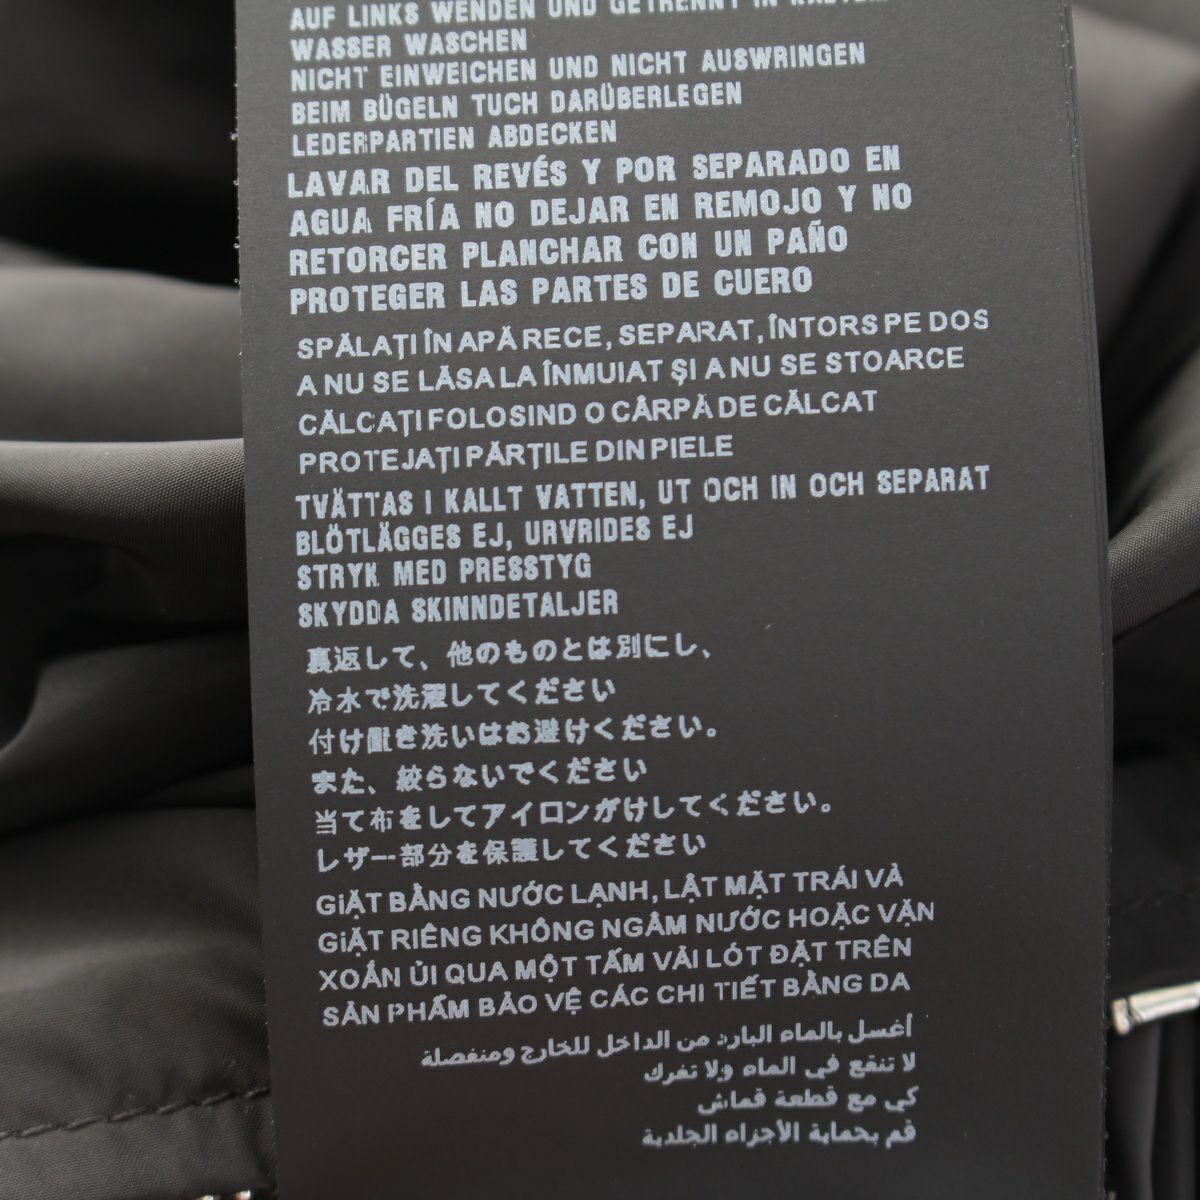 AUF LINKS WENDEN UND GETRENNT IN KALTEM
WASSER WASCHEN
NICHT EINWEICHEN UND NICHT AUSWRINGEN
BEIM BÜGELN TUCH DARÜBERLEGEN
LEDERPARTIEN ABDECKEN
LAVAR DEL REVÉS Y POR SEPARADO EN
AGUA FRÍA NO DEJAR EN REMOJO Y NO
RETORCER PLANCHAR CON UN PAÑO
PROTEGER LAS PARTES DE CUERO
SPĂLAȚI ÎN APĂ RECE, SEPARAT, ÎNTORS PE DOS
A NU SE LĂSA LA ÎNMUIAT ȘI A NU SE STOARCE
CĂLCAȚI FOLOSIND O CÂRPĂ DE CĂLCAT
PROTEJAȚI PĂRȚILE DIN PIELE
TVÄTTAS I KALLT VATTEN, UT OCH IN OCH SEPARAT
BLÖTLÄGGES EJ, URVRIDES EJ
STRYK MED PRESSTYG
SKYDDA SKINNDETALJER
裏返して、他のものとは別にし、
冷水で洗濯してください
付け置き洗いはお避けください。
また、絞らないでください
当て布をしてアイロンがけしてください。
レザー部分を保護してください
GIẶT BẰNG NƯỚC LẠNH, LẬT MẶT TRÁI VÀ
GIẶT RIÊNG KHÔNG NGÂM NƯỚC HOẶC VẶN
XOẮN ỦI QUA MỘT TẤM VẢI LÓT ĐẶT TRÊN
SẢN PHẨM BẢO VỆ CÁC CHI TIẾT BẰNG DA
أغسل بالماء البارد من الداخل للخارج ومنفصلة
لا تنقع في الماء ولا تفرك
كي مع قطعة قماش
قم بحماية الأجزاء الجلدية